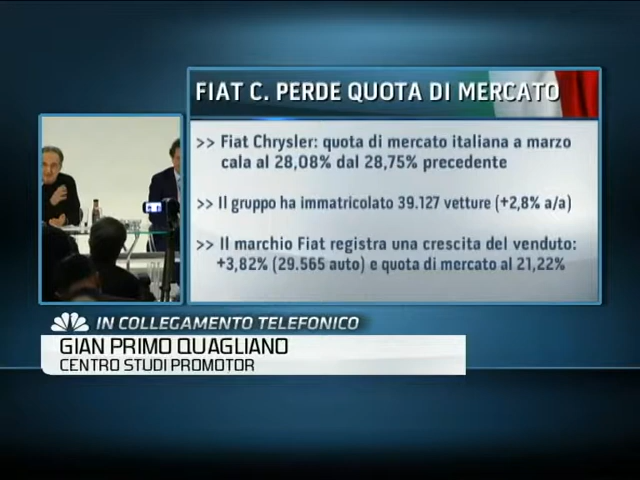 FIAT C. PERDE QUOTA DI MERCATO
>> Fiat Chrysler: quota di mercato italiana a marzo
cala al 28,08% dal 28,75% precedente
>> Il gruppo ha immatricolato 39.127 vetture (+2,8% a/a)
>> Il marchio Fiat registra una crescita del venduto:
+3,82% (29.565 auto) e quota di mercato al 21,22%
IN COLLEGAMENTO TELEFONICO
GIAN PRIMO QUAGLIANO
CENTRO STUDI PROMOTOR